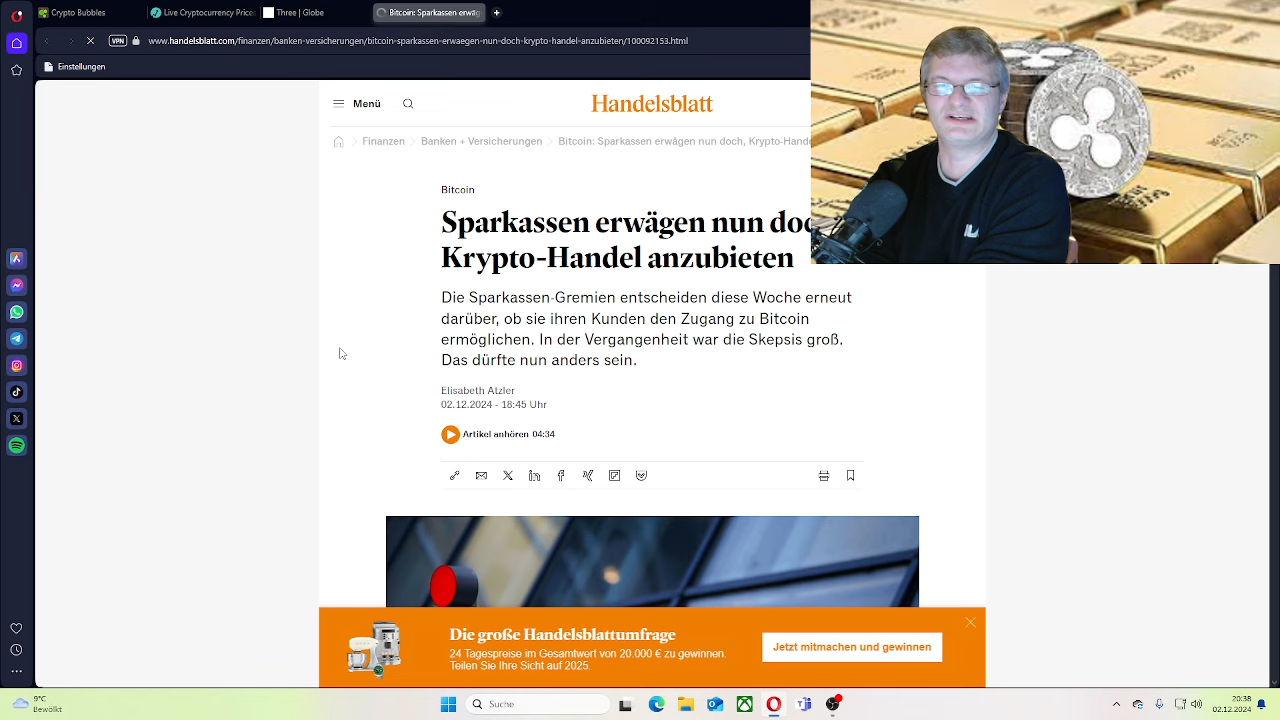 Crypto Bubbles
Live Cryptocurrency Price
Three | Globe
Bitcoin: Sparkassen erwäg
VPN
www.handelsblatt.com/finanzen/banken-versicherungen/bitcoin-sparkassen-erwaegen-nun-doch-krypto-handel-anzubieten/100092153.html
Einstellungen
Menü
Handelsblatt
Finanzen
Banken + Versicherungen
Bitcoin: Sparkassen erwägen nun doch, Krypto-Hande
Bitcoin
Sparkassen erwägen nun doc
Krypto-Handel anzubieten
Die Sparkassen-Gremien entscheiden diese Woche erneut
darüber, ob sie ihren Kunden den Zugang zu Bitcoin
ermöglichen. In der Vergangenheit war die Skepsis groß.
Das dürfte nun anders sein.
Elisabeth Atzler
02.12.2024 - 18:45 Uhr
Artikel anhören 04:34
Die große Handelsblattumfrage
24 Tagespreise im Gesamtwert von 20.000 € zu gewinnen.
Teilen Sie Ihre Sicht auf 2025.
Jetzt mitmachen und gewinnen
9°C
Bewölkt
Suche
20:38
02.12.2024